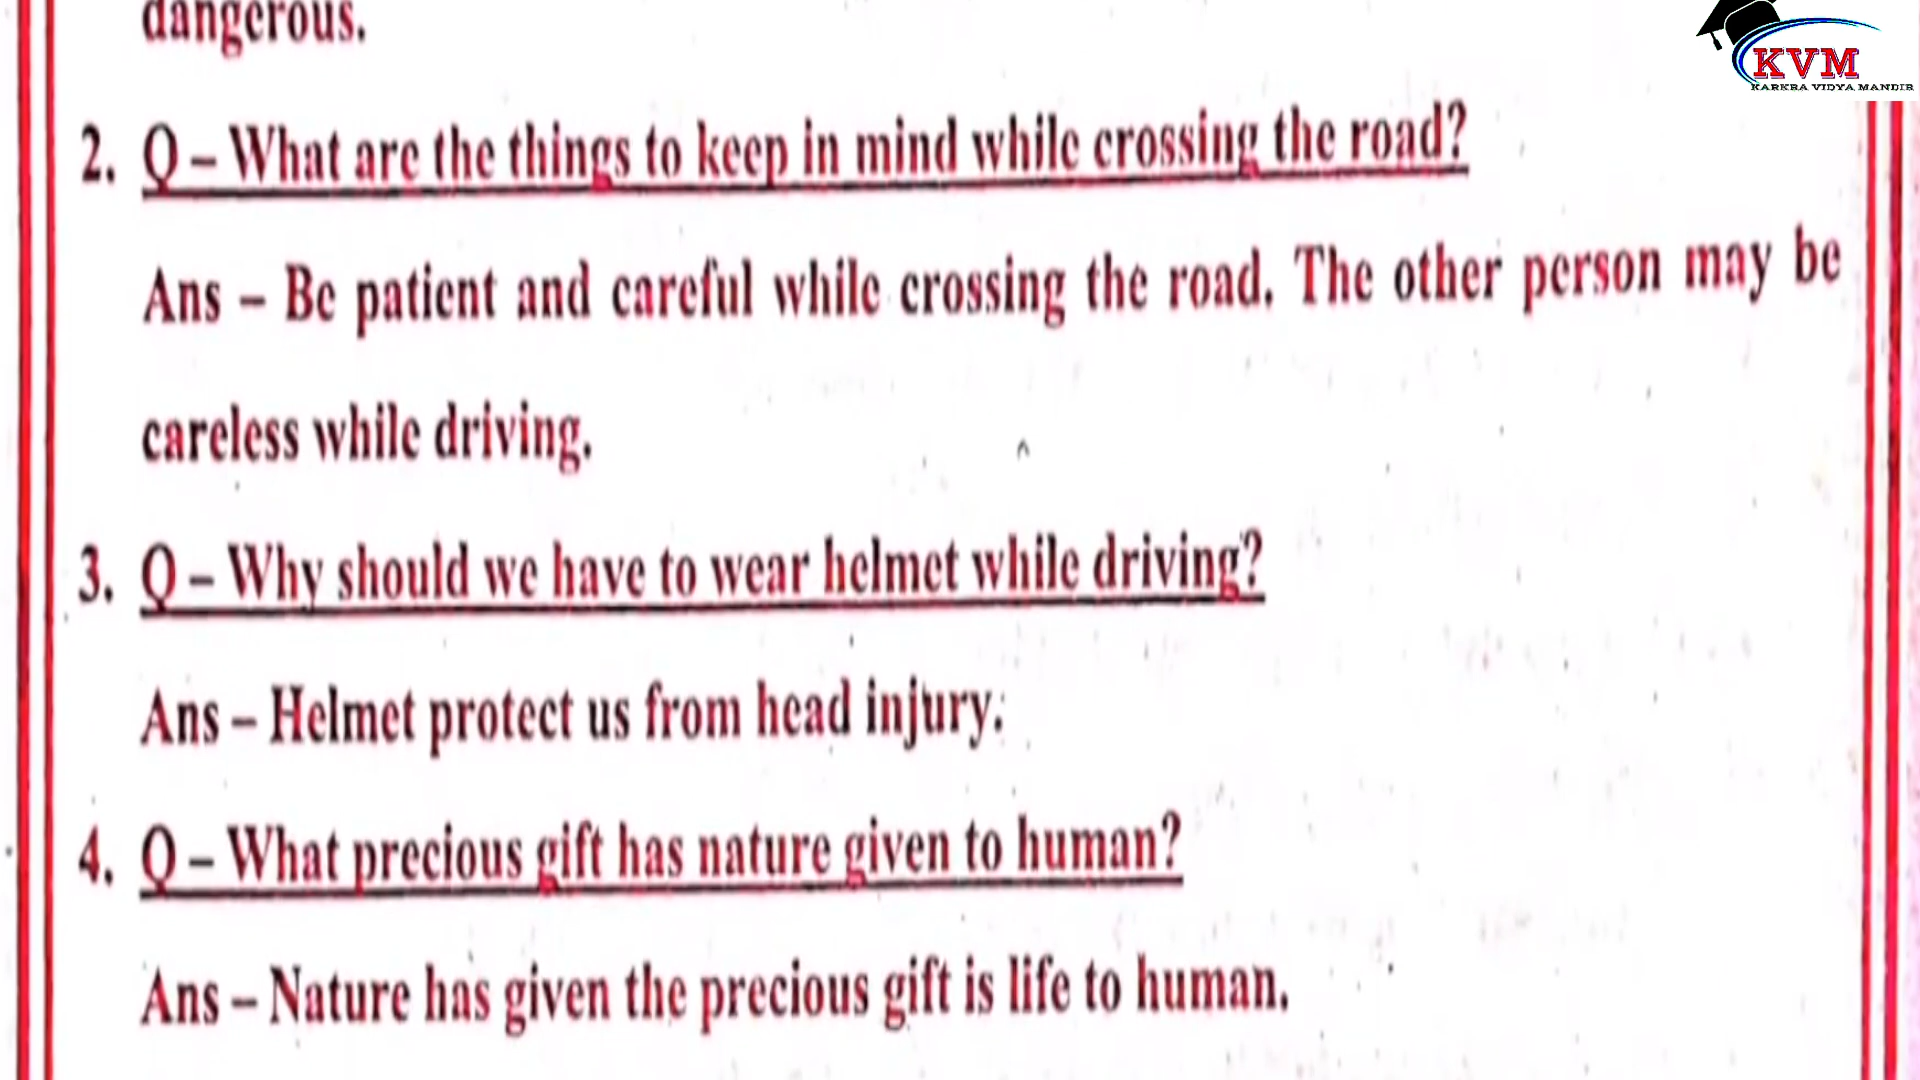 dangerous.
KVM
KARKRA VIDYA MANDIR
2. Q – What are the things to keep in mind while crossing the road?
Ans – Be patient and careful while crossing the road. The other person may be
careless while driving.
3. Q – Why should we have to wear helmet while driving?
Ans – Helmet protect us from head injury.
4. Q – What precious gift has nature given to human?
Ans – Nature has given the precious gift is life to human.